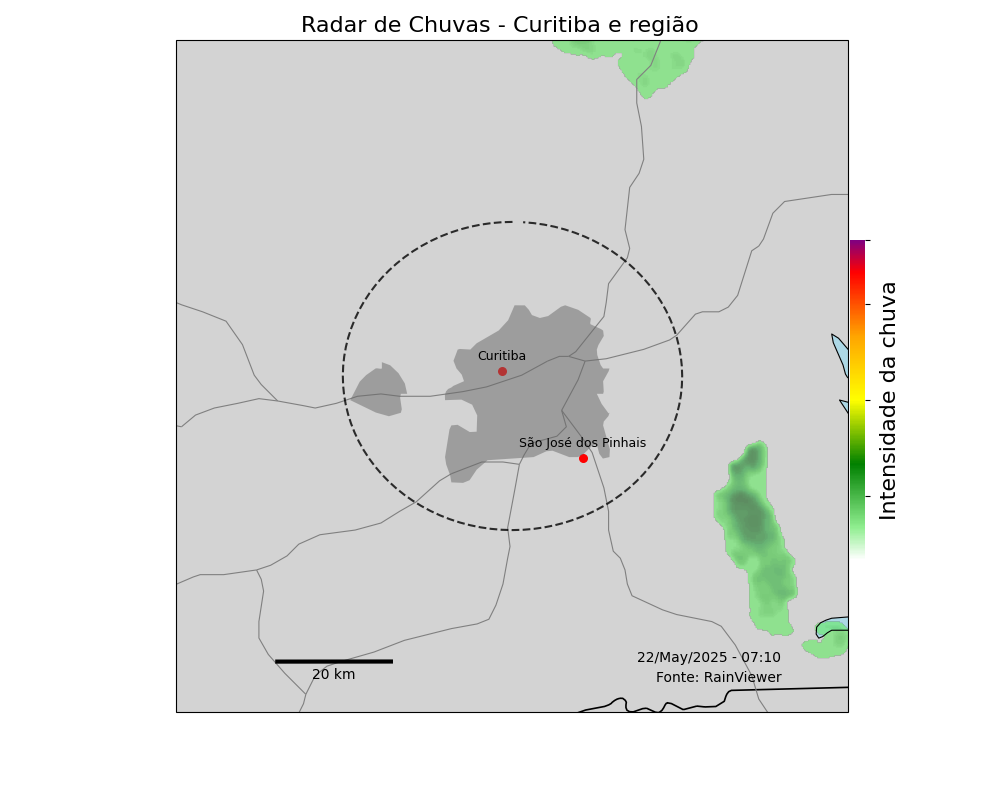 Radar de Chuvas - Curitiba e região
Curitiba
São José dos Pinhais
Intensidade da chuva
22/May/2025 - 07:10
Fonte: RainViewer
20 km